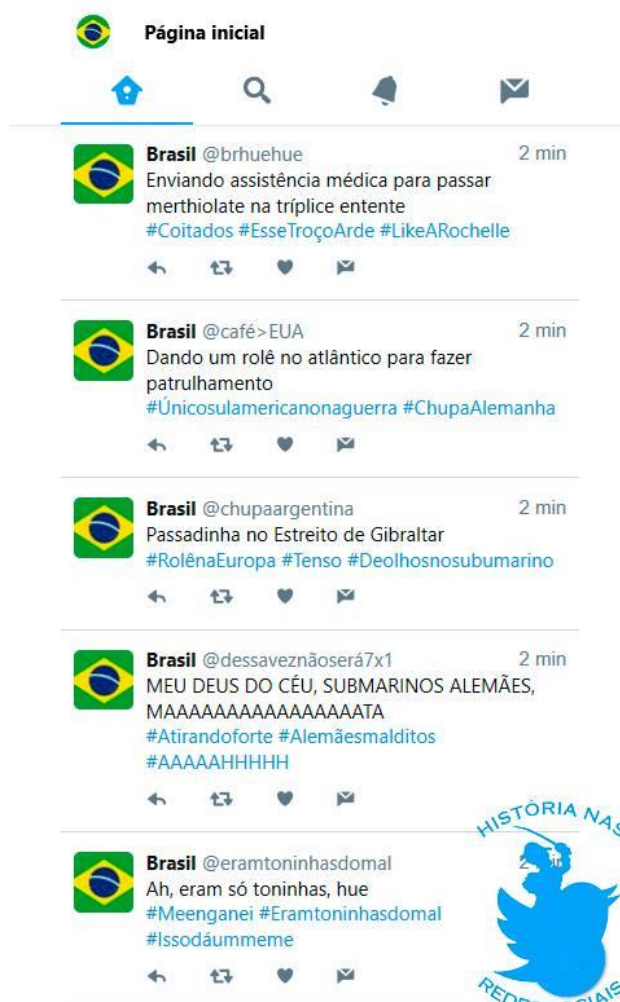 Página inicial
Brasil @brhuehue 2 min
Enviando assistência médica para passar
merthiolate na tríplice entente
#Coitados #EsseTroçoArde #LikeARochelle
Brasil @café>EUA 2 min
Dando um rolê no atlântico para fazer
patrulhamento
#Únicosulamericanonaguerra #ChupaAlemanha
Brasil @chupaargentina 2 min
Passadinha no Estreito de Gibraltar
#RolênaEuropa #Tenso #Deolhosnosubumarino
Brasil @dessaveznãoserá7x1 2 min
MEU DEUS DO CÉU, SUBMARINOS ALEMÃES,
MAAAAAAAAAAAAAAAAATA
#Atirandoforte #Alemãesmalditos
#AAAAAHHHHH
Brasil @eramtoninhasdomal
Ah, eram só toninhas, hue
#Meenganei #Eramtoninhasdomal
#Issodáummeme
HISTÓRIA NAS